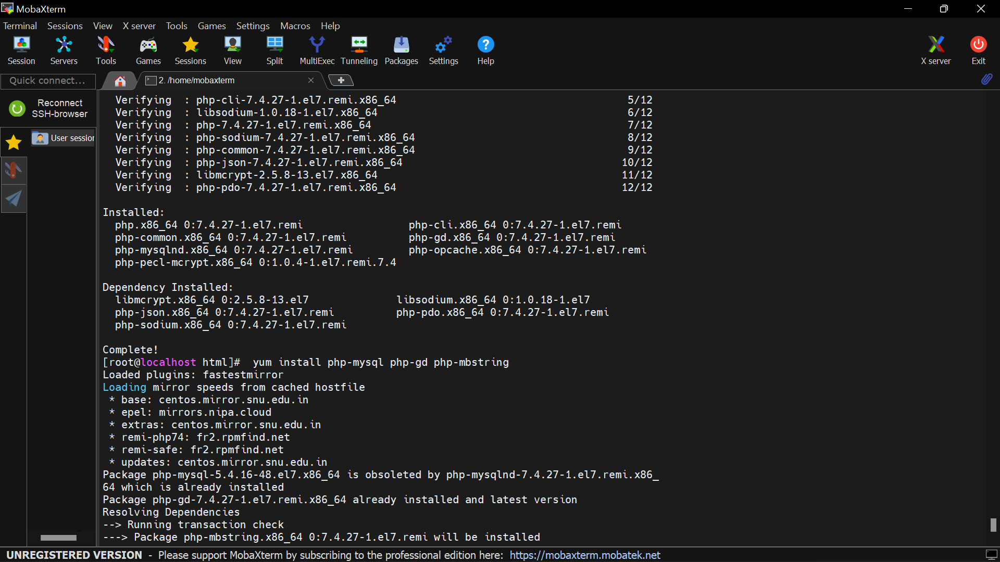 MobaXterm
Terminal Sessions View X server Tools Games Settings Macros Help
Session Servers Tools Games Sessions View Split MultiExec Tunneling Packages Settings Help X server Exit
Quick connect... 2. /home/mobaxterm
Reconnect
SSH-browser
User session
Verifying : php-cli-7.4.27-1.el7.remi.x86_64 5/12
Verifying : libsodium-1.0.18-1.el7.x86_64 6/12
Verifying : php-7.4.27-1.el7.remi.x86_64 7/12
Verifying : php-sodium-7.4.27-1.el7.remi.x86_64 8/12
Verifying : php-common-7.4.27-1.el7.remi.x86_64 9/12
Verifying : php-json-7.4.27-1.el7.remi.x86_64 10/12
Verifying : libmcrypt-2.5.8-13.el7.x86_64 11/12
Verifying : php-pdo-7.4.27-1.el7.remi.x86_64 12/12
Installed:
php.x86_64 0:7.4.27-1.el7.remi php-cli.x86_64 0:7.4.27-1.el7.remi
php-common.x86_64 0:7.4.27-1.el7.remi php-gd.x86_64 0:7.4.27-1.el7.remi
php-mysqlnd.x86_64 0:7.4.27-1.el7.remi php-opcache.x86_64 0:7.4.27-1.el7.remi
php-pecl-mcrypt.x86_64 0:1.0.4-1.el7.remi.7.4
Dependency Installed:
libmcrypt.x86_64 0:2.5.8-13.el7 libsodium.x86_64 0:1.0.18-1.el7
php-json.x86_64 0:7.4.27-1.el7.remi php-pdo.x86_64 0:7.4.27-1.el7.remi
php-sodium.x86_64 0:7.4.27-1.el7.remi
Complete!
[root@localhost html]#  yum install php-mysql php-gd php-mbstring
Loaded plugins: fastestmirror
Loading mirror speeds from cached hostfile
* base: centos.mirror.snu.edu.in
* epel: mirrors.nipa.cloud
* extras: centos.mirror.snu.edu.in
* remi-php74: fr2.rpmfind.net
* remi-safe: fr2.rpmfind.net
* updates: centos.mirror.snu.edu.in
Package php-mysql-5.4.16-48.el7.x86_64 is obsoleted by php-mysqlnd-7.4.27-1.el7.remi.x86_
64 which is already installed
Package php-gd-7.4.27-1.el7.remi.x86_64 already installed and latest version
Resolving Dependencies
--> Running transaction check
---> Package php-mbstring.x86_64 0:7.4.27-1.el7.remi will be installed
UNREGISTERED VERSION - Please support MobaXterm by subscribing to the professional edition here: https://mobaxterm.mobatek.net